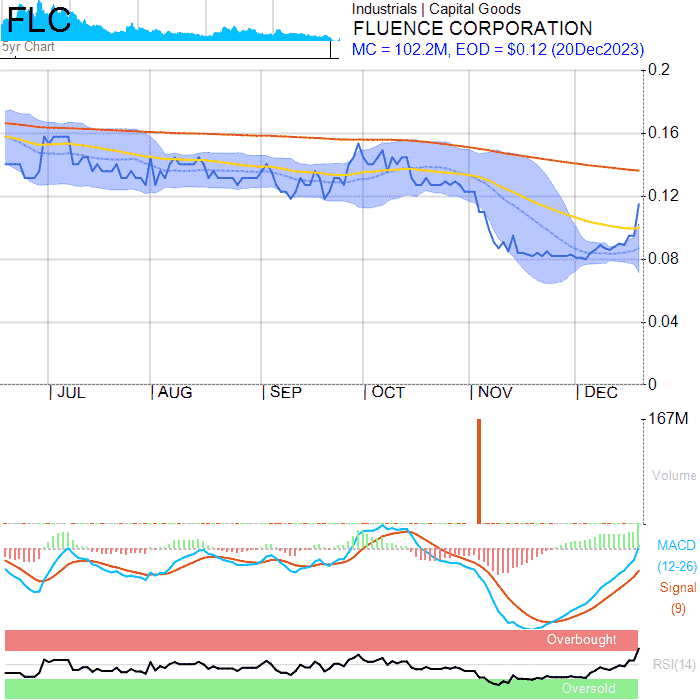 FLC
5yr Chart
Industrials | Capital Goods
FLUENCE CORPORATION
MC = 102.2M, EOD = $0.12 (20Dec2023)
0.2
0.16
0.12
0.08
0.04
0
JUL AUG SEP OCT NOV DEC
167M
Volume
MACD
(12-26)
Signal
(9)
Overbought
RSI(14)
Oversold